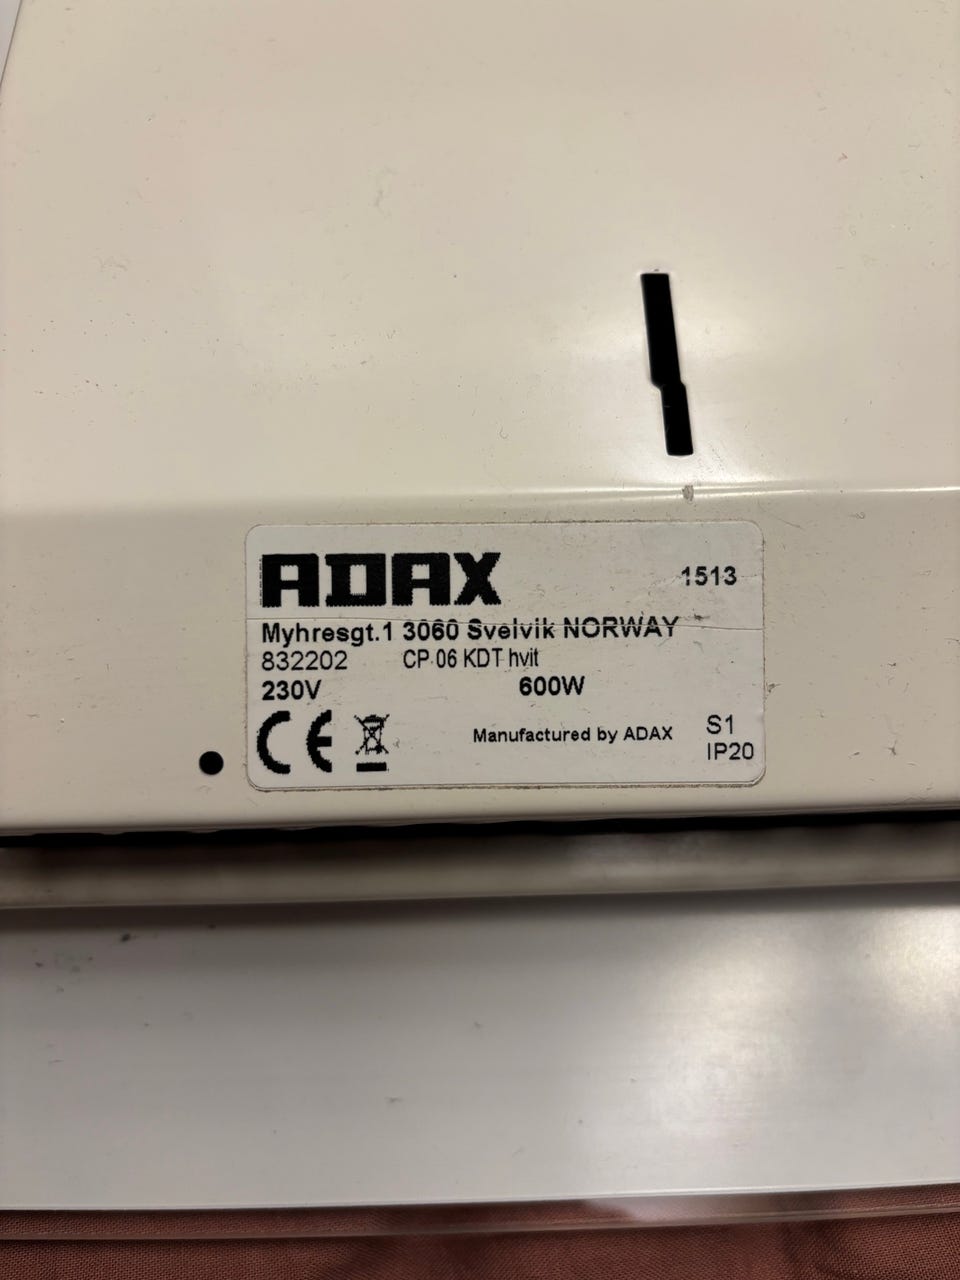 ADAX 1513
Myhresgt.1 3060 Svelvik NORWAY
832202 CP 06 KDT hvit
230V 600W
CE Manufactured by ADAX S1
IP20